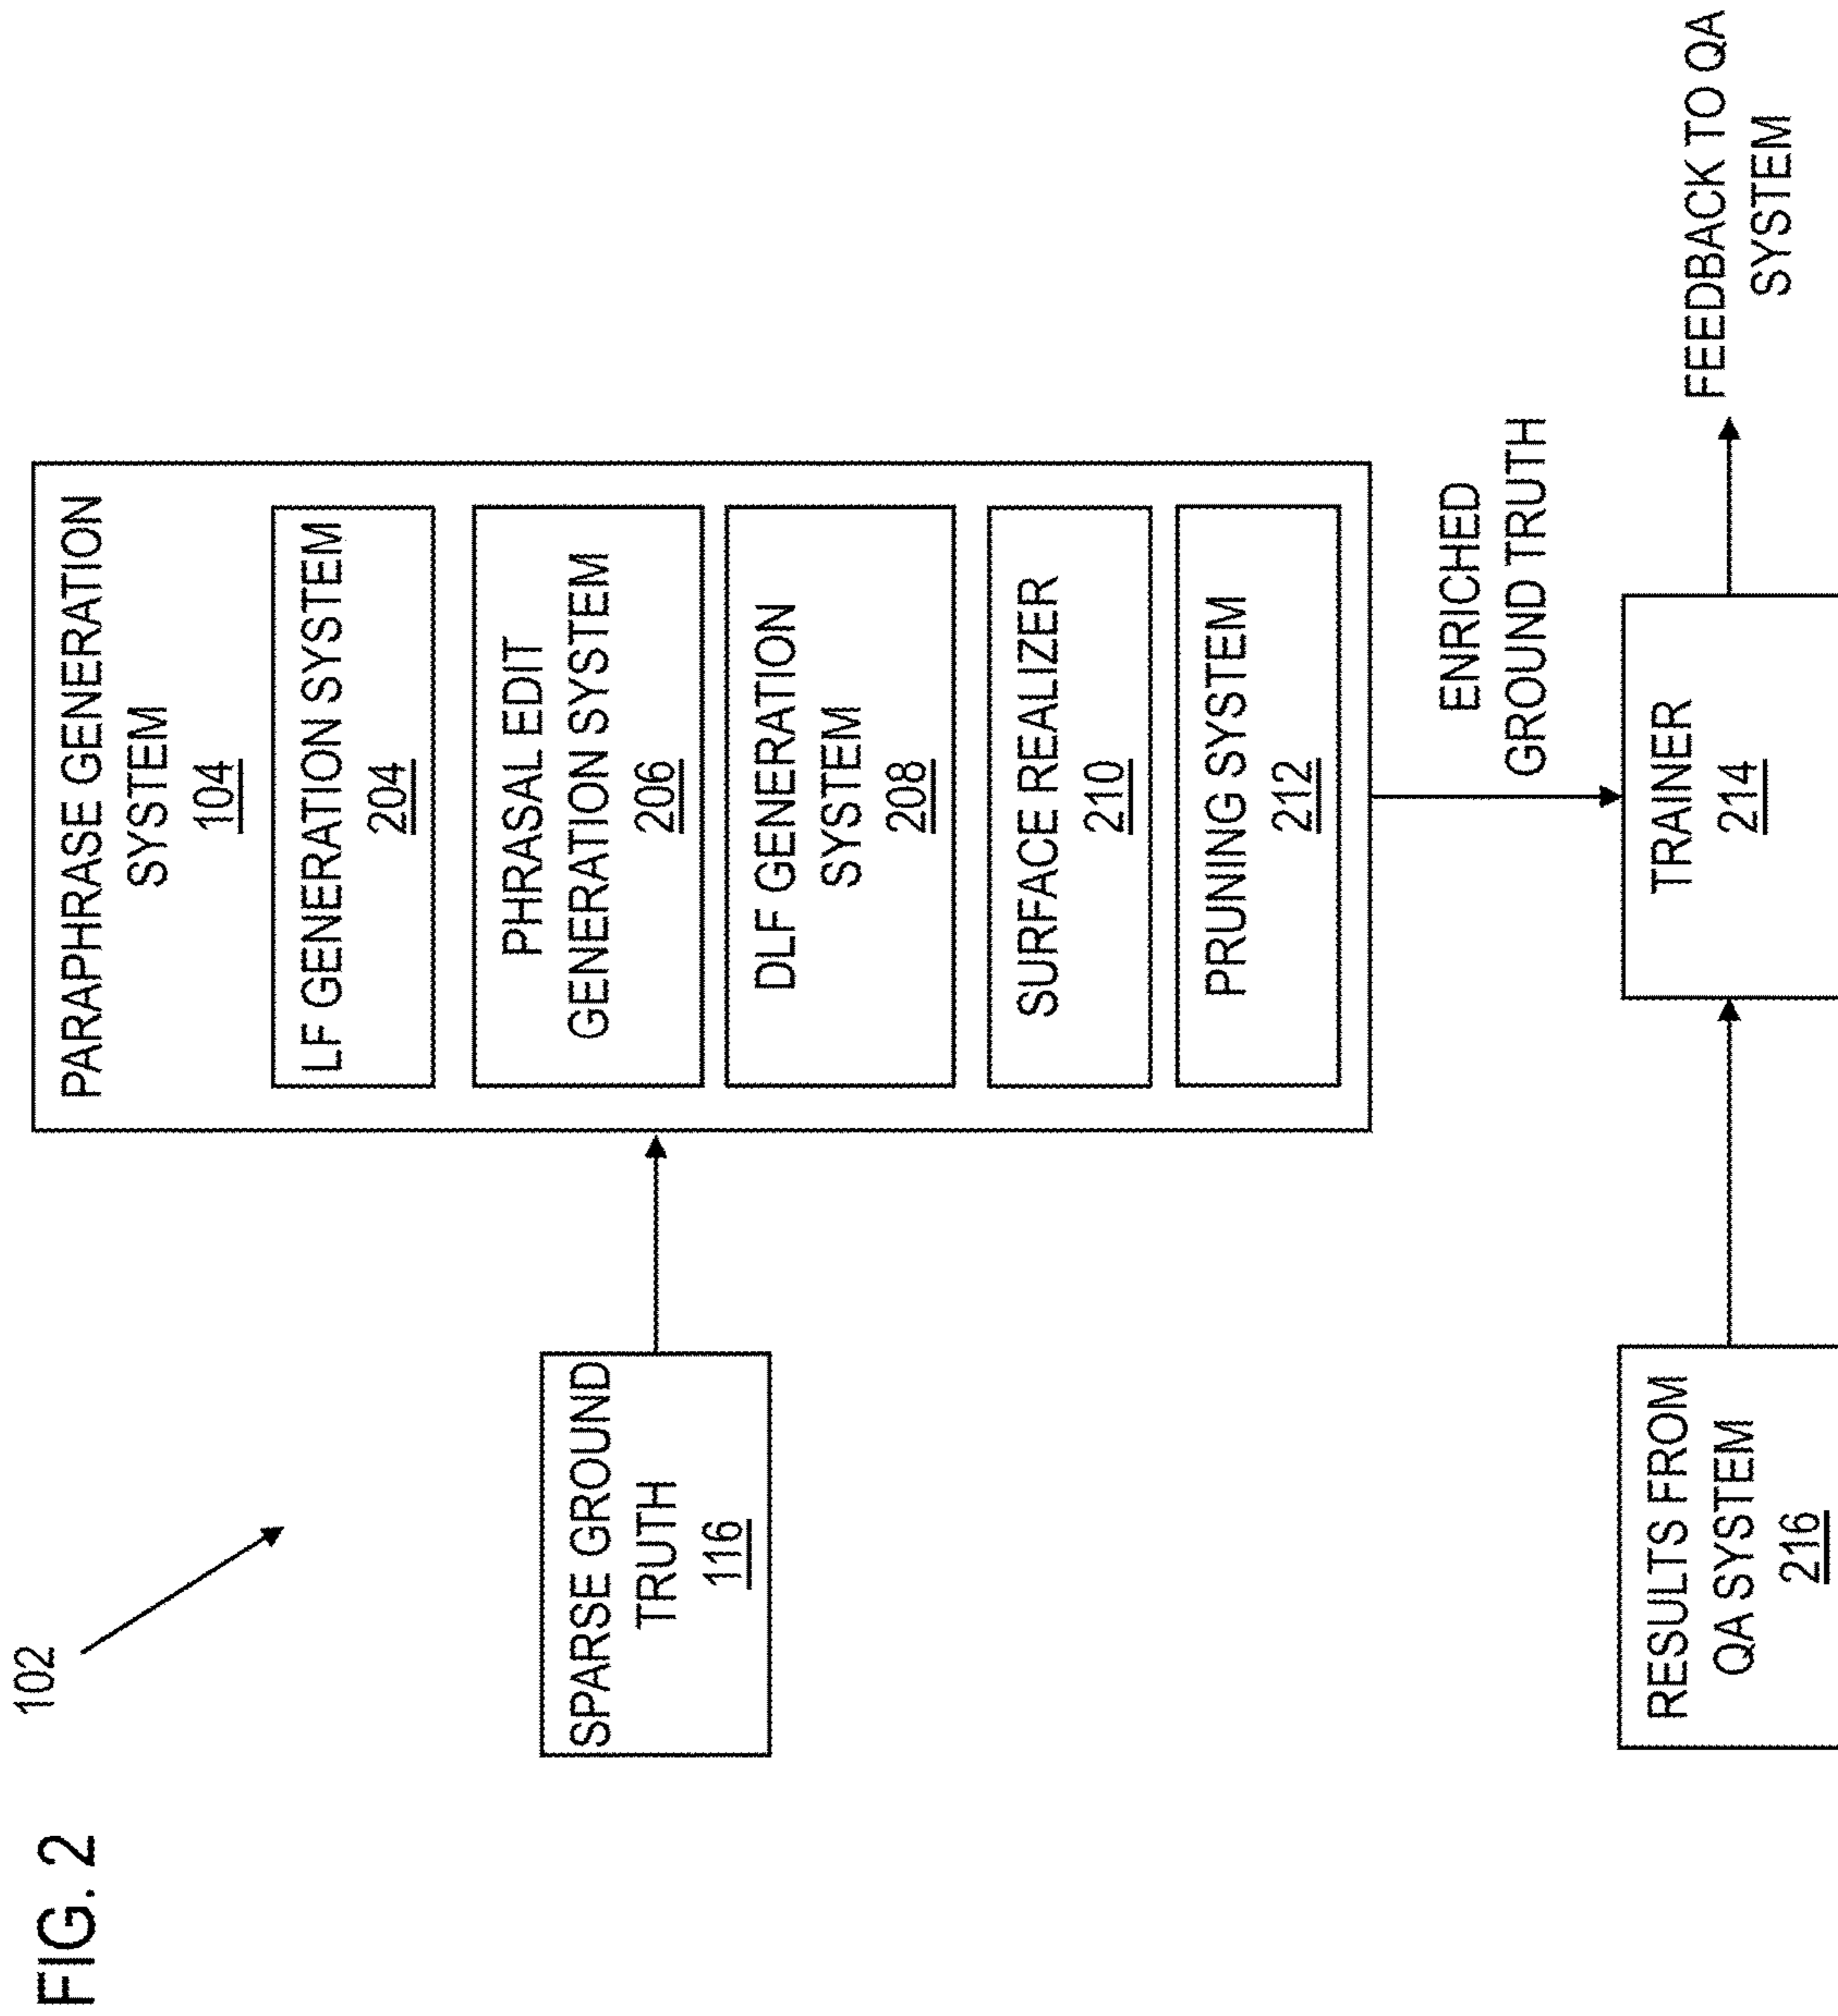 FIG. 2
102
SPARSE GROUND
TRUTH
116
PARAPHRASE GENERATION
SYSTEM
104
LF GENERATION SYSTEM
204
PHRASAL EDIT
GENERATION SYSTEM
206
DLF GENERATION
SYSTEM
208
SURFACE REALIZER
210
PRUNING SYSTEM
212
ENRICHED
GROUND TRUTH
RESULTS FROM
QA SYSTEM
216
TRAINER
214
FEEDBACK TO QA
SYSTEM